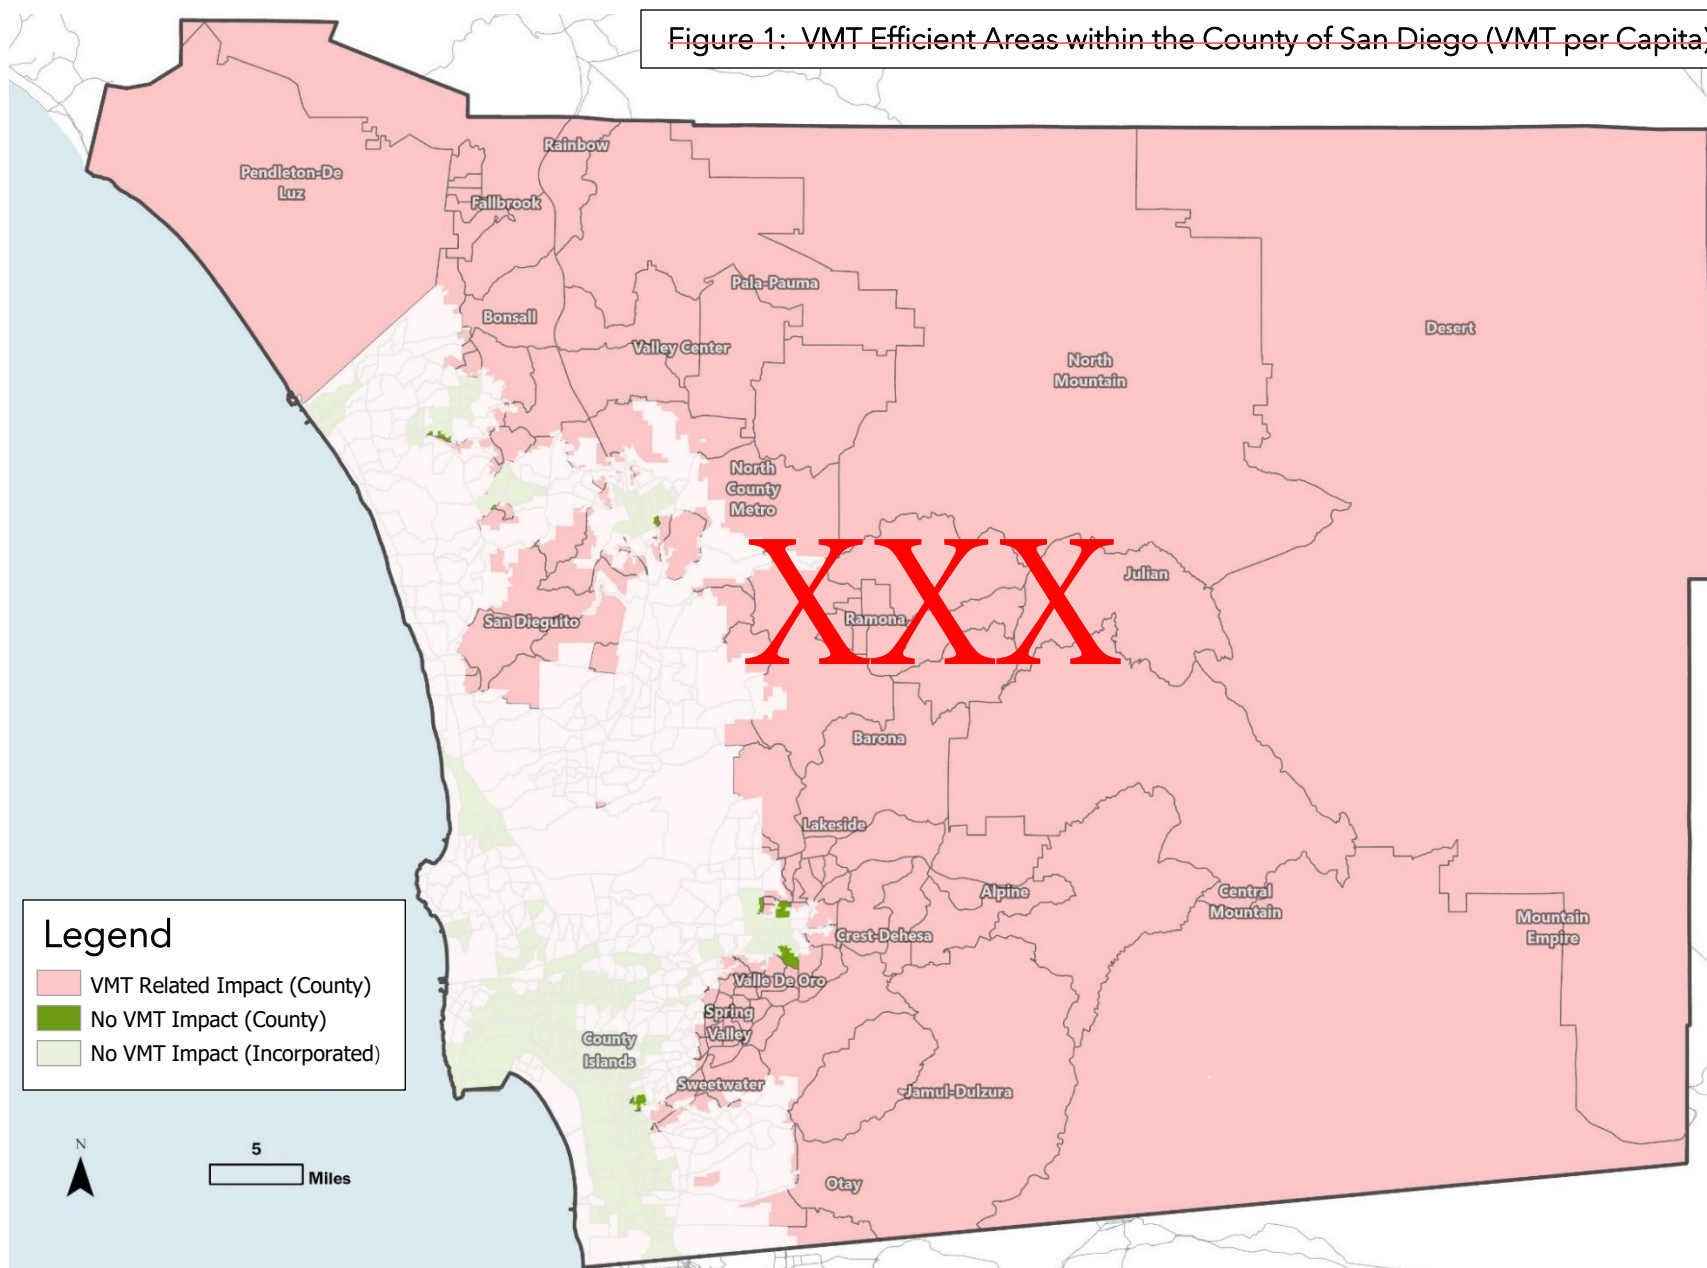 Figure 1: VMT Efficient Areas within the County of San Diego (VMT per Capita)
Rainbow
Pendleton-De
Luz
Fallbrook
Pala-Pauma
Bonsall
Desert
Valley Center
North
Mountain
North
County
Metro
XXX
Julian
Ramona
San Dieguito
Barona
Lakeside
Alpine
Central
Mountain
Mountain
Empire
Crest-Dehesa
Valle De Oro
Spring
Valley
County
Islands
Sweetwater
Jamul-Dulzura
Otay
Legend
VMT Related Impact (County)
No VMT Impact (County)
No VMT Impact (Incorporated)
N
5
Miles